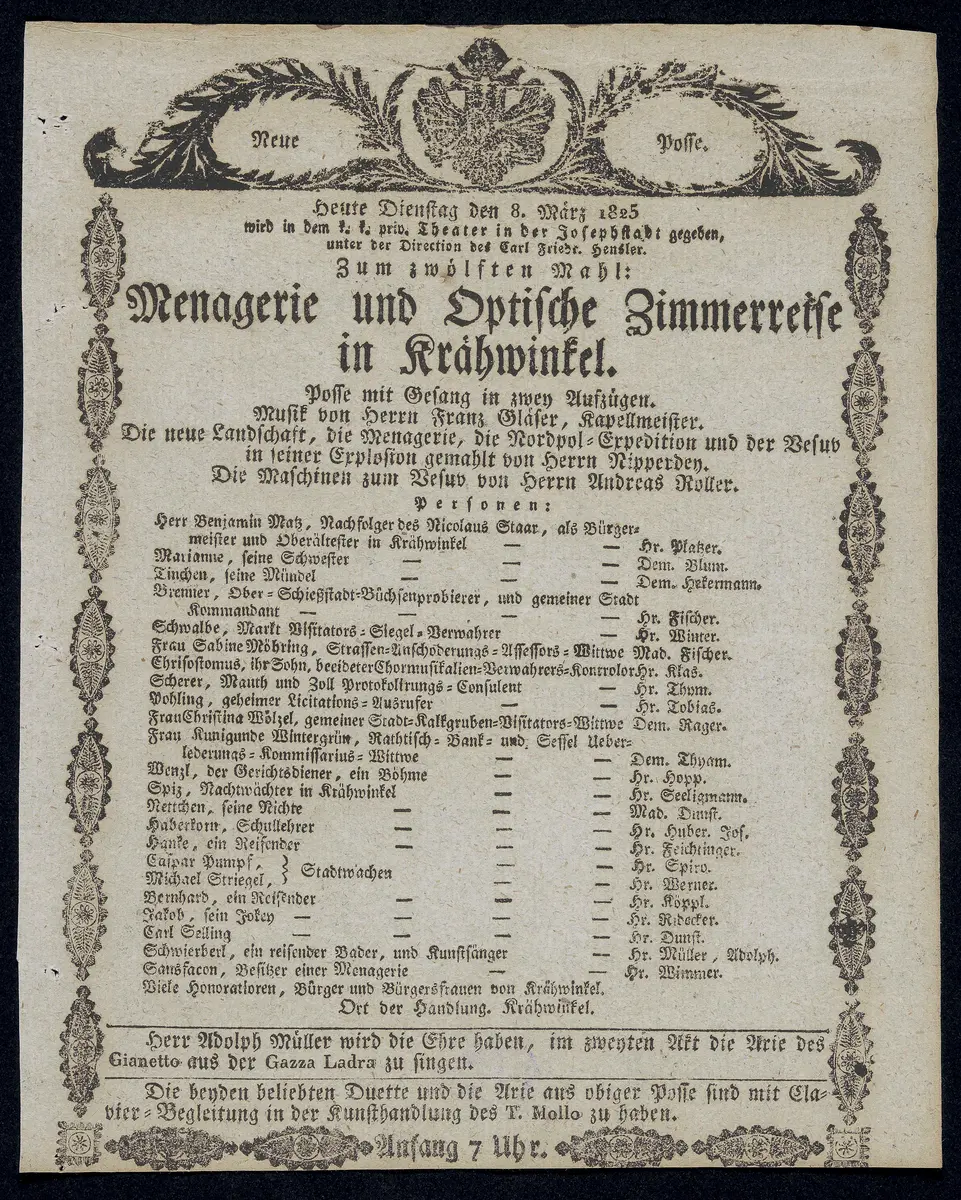 Neue
Posse.
Heute Dienstag den 8. März 1825
wird in dem k. k. priv. Theater in der Josephstadt gegeben,
unter der Direction des Carl Friedr. Hensler.
Zum zwölften Mahl:
Menagerie und Optische Zimmerreise
in Krähwinkel.
Posse mit Gesang in zwey Aufzügen.
Musik von Herrn Franz Gläser, Kapellmeister.
Die neue Landschaft, die Menagerie, die Nordpol-Expedition und der Vesuv
in seiner Explosion gemahlt von Herrn Nipperdey.
Die Maschinen zum Vesuv von Herrn Andreas Roller.
Personen:
Herr Benjamin Matz, Nachfolger des Nicolaus Staar, als Bürger-
meister und Oberältester in Krähwinkel — — Hr. Platzer.
Marianne, seine Schwester — — — Dem. Blum.
Tinchen, seine Mündel — — — Dem. Hekermann.
Brenner, Ober-Schießstadt-Büchsenprobierer, und gemeiner Stadt
Kommandant — — — — Hr. Fischer.
Schwalbe, Markt Visitators-Siegel-Verwahrer — — Hr. Winter.
Frau Sabine Möhring, Strassen-Anschoderungs-Assessors-Wittwe Mad. Fischer.
Chrisostomus, ihr Sohn, beeideter Chormusikalien-Verwahrers-Kontrolor Hr. Klas.
Scherer, Mauth und Zoll Protokollirungs-Consulent — Hr. Thym.
Pohling, geheimer Licitations-Ausrufer — — Hr. Tobias.
Frau Christina Wölzel, gemeiner Stadt-Kalkgruben-Visitators-Wittwe Dem. Rager.
Frau Kunigunde Wintergrün, Rathtisch-Bank-und Sessel Ueber-
lederungs-Kommissarius-Wittwe — — Dem. Thyam.
Wenzl, der Gerichtsdiener, ein Böhme — — Hr. Hopp.
Spiz, Nachtwächter in Krähwinkel — — Hr. Seeligmann.
Nettchen, seine Nichte — — — Mad. Dunst.
Haberkorn, Schullehrer — — — Hr. Huber. Jos.
Hanke, ein Reisender — — — Hr. Feichtinger.
Caspar Pumpf, } Stadtwachen — — Hr. Spiro.
Michael Striegel, — — Hr. Werner.
Bernhard, ein Reisender — — — Hr. Köppl.
Jakob, sein Jokey — — — — Hr. Ridecker.
Carl Selling — — — — Hr. Dunst.
Schwierberl, ein reisender Bader, und Kunstsänger — Hr. Müller, Adolph.
Sansfacon, Besitzer einer Menagerie — — Hr. Wimmer.
Viele Honoratioren, Bürger und Bürgersfrauen von Krähwinkel.
Ort der Handlung. Krähwinkel.
Herr Adolph Müller wird die Ehre haben, im zweyten Akt die Arie des
Gianetto aus der Gazza Ladra zu singen.
Die beyden beliebten Duette und die Arie aus obiger Posse sind mit Cla-
vier-Begleitung in der Kunsthandlung des T. Mollo zu haben.
Anfang 7 Uhr.